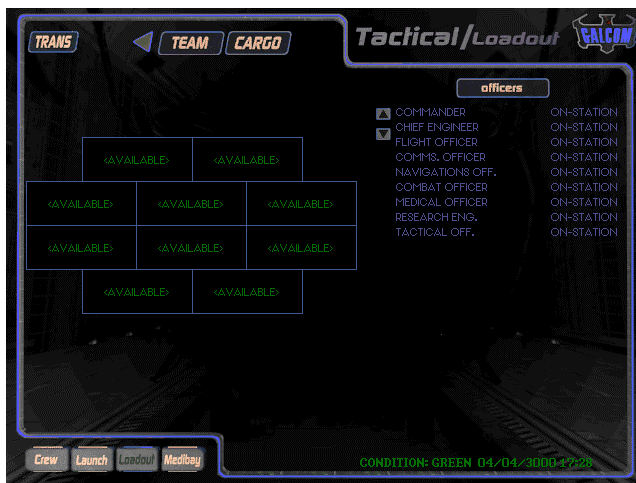 TRANS TEAM CARGO Tactical/Loadout GALCOM
officers
COMMANDER ON-STATION
CHIEF ENGINEER ON-STATION
FLIGHT OFFICER ON-STATION
COMMS. OFFICER ON-STATION
<AVAILABLE> <AVAILABLE>
NAVIGATIONS OFF. ON-STATION
COMBAT OFFICER ON-STATION
<AVAILABLE> <AVAILABLE> <AVAILABLE>
MEDICAL OFFICER ON-STATION
RESEARCH ENG. ON-STATION
TACTICAL OFF. ON-STATION
<AVAILABLE> <AVAILABLE> <AVAILABLE>
<AVAILABLE> <AVAILABLE>
Crew Launch Loadout Medibay
CONDITION: GREEN 04/04/3000 17:28